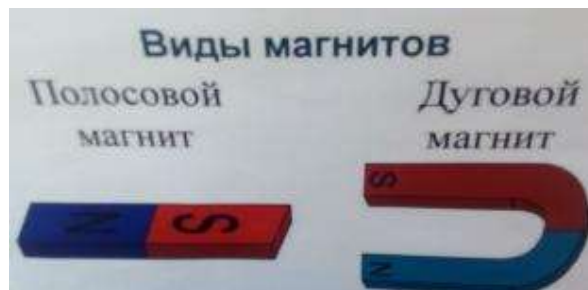 Виды магнитов
Полосовой
магнит
Дуговой
магнит
N S
S
N